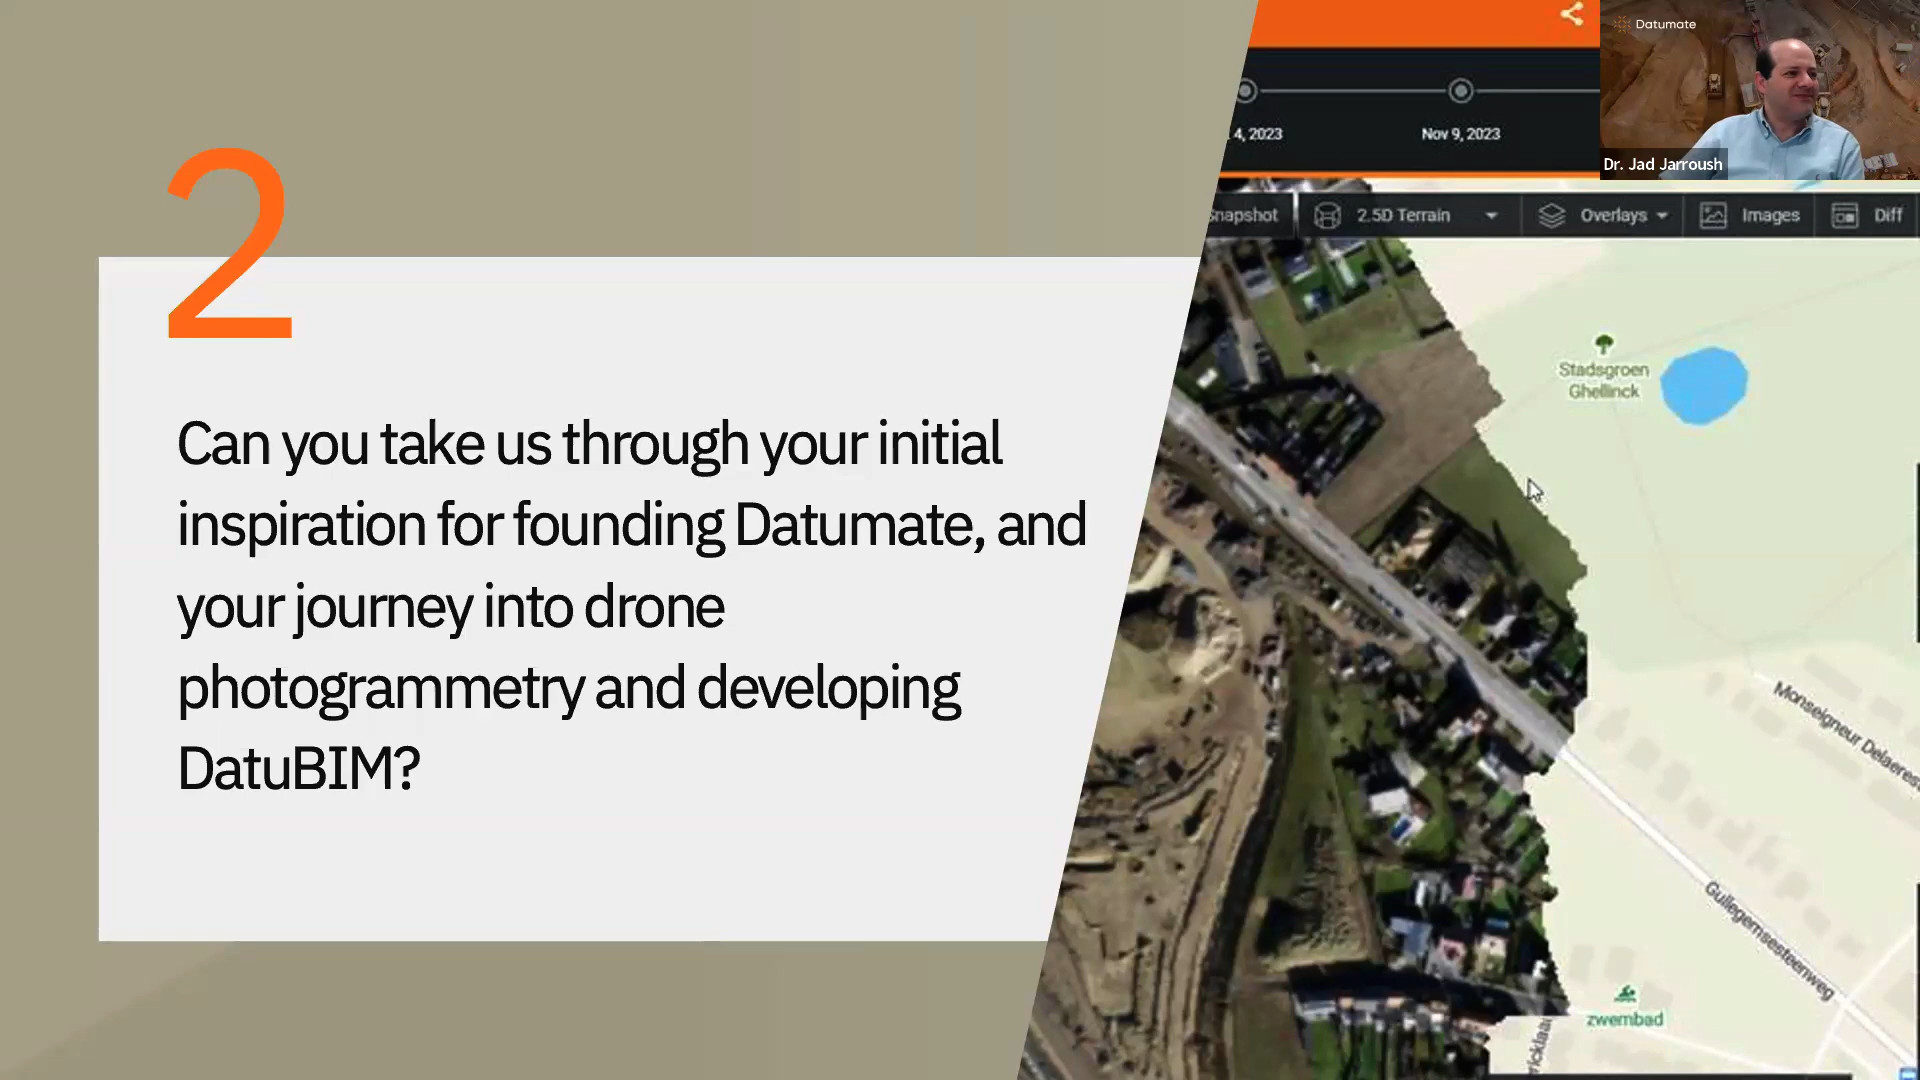 2
Can you take us through your initial
inspiration for founding Datumate, and
your journey into drone
photogrammetry and developing
DatuBIM?
Datumate
Dr. Jad Jarroush
4, 2023
Nov 9, 2023
Snapshot
2.5D Terrain
Overlays
Images
Diff
Stadsgroen
Ghellinck
Monseigneur
Gullegemsesteenweg
zwembad